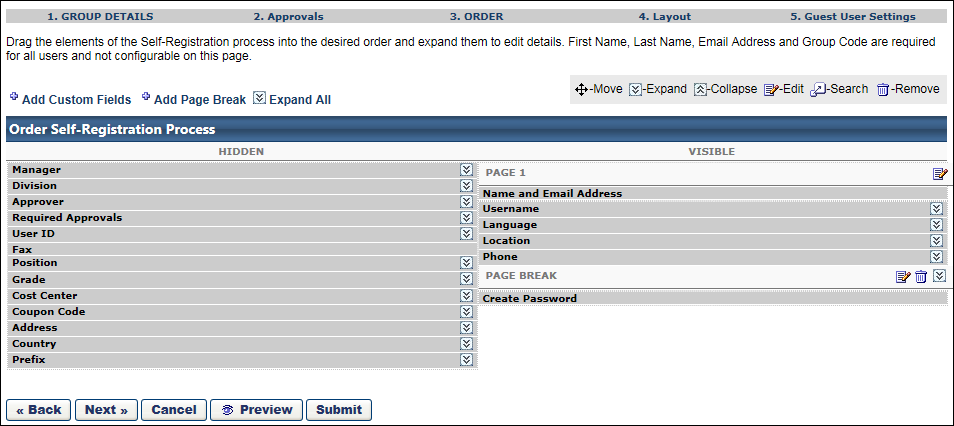 1. GROUP DETAILS 2. Approvals 3. ORDER 4. Layout 5. Guest User Settings
Drag the elements of the Self-Registration process into the desired order and expand them to edit details. First Name, Last Name, Email Address and Group Code are required
for all users and not configurable on this page.
Add Custom Fields Add Page Break Expand All
-Move -Expand -Collapse -Edit -Search -Remove
Order Self-Registration Process
HIDDEN
Manager
Division
Approver
Required Approvals
User ID
Fax
Position
Grade
Cost Center
Coupon Code
Address
Country
Prefix
VISIBLE
PAGE 1
Name and Email Address
Username
Language
Location
Phone
PAGE BREAK
Create Password
« Back Next » Cancel Preview Submit